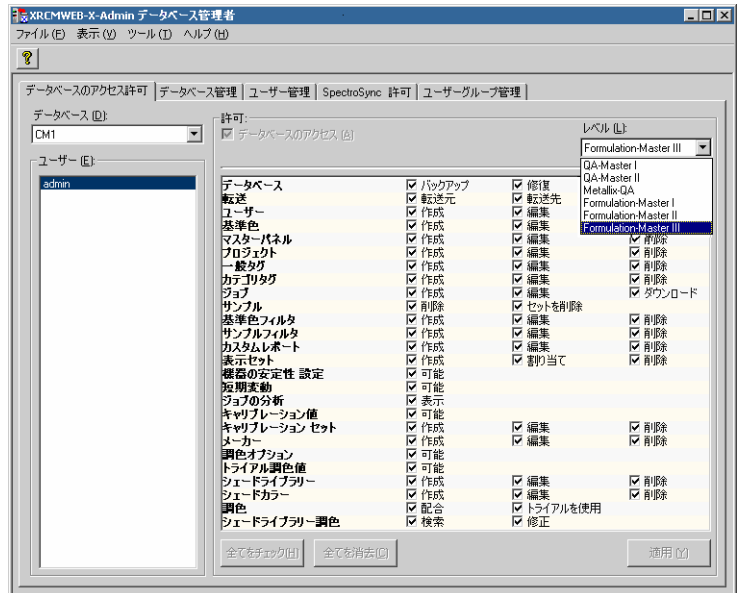 XRCMWEB-X-Admin データベース管理者
ファイル(F) 表示(V) ツール(T) ヘルプ(H)
データベースのアクセス許可 データベース管理 ユーザー管理 SpectroSync 許可 ユーザーグループ管理
データベース (D):
CM1
ユーザー (E):
admin
許可:
データベースのアクセス (A)
レベル (L):
Formulation-Master III
QA-Master I
QA-Master II
Metallix-QA
Formulation-Master I
Formulation-Master II
Formulation-Master III
データベース バックアップ 修復
転送 転送元 転送先
ユーザー 作成 編集
基準色 作成 編集
マスターパネル 作成 編集 削除
プロジェクト 作成 編集 削除
一般タグ 作成 編集 削除
カテゴリタグ 作成 編集 削除
ジョブ 作成 編集 ダウンロード
サンプル 削除 セットを削除
基準色フィルタ 作成 編集 削除
サンプルフィルタ 作成 編集 削除
カスタムレポート 作成 編集 削除
表示セット 作成 割り当て 削除
機器の安定性 設定 可能
短期変動 可能
ジョブの分析 表示
キャリブレーション値 可能
キャリブレーション セット 作成 編集 削除
メーカー 作成 編集 削除
調色オプション 可能
トライアル調色値 可能
シェードライブラリー 作成 編集 削除
シェードカラー 作成 編集 削除
調色 配合 トライアルを使用
シェードライブラリー調色 検索 修正
全てをチェック(H) 全てを消去(C) 適用 (Y)